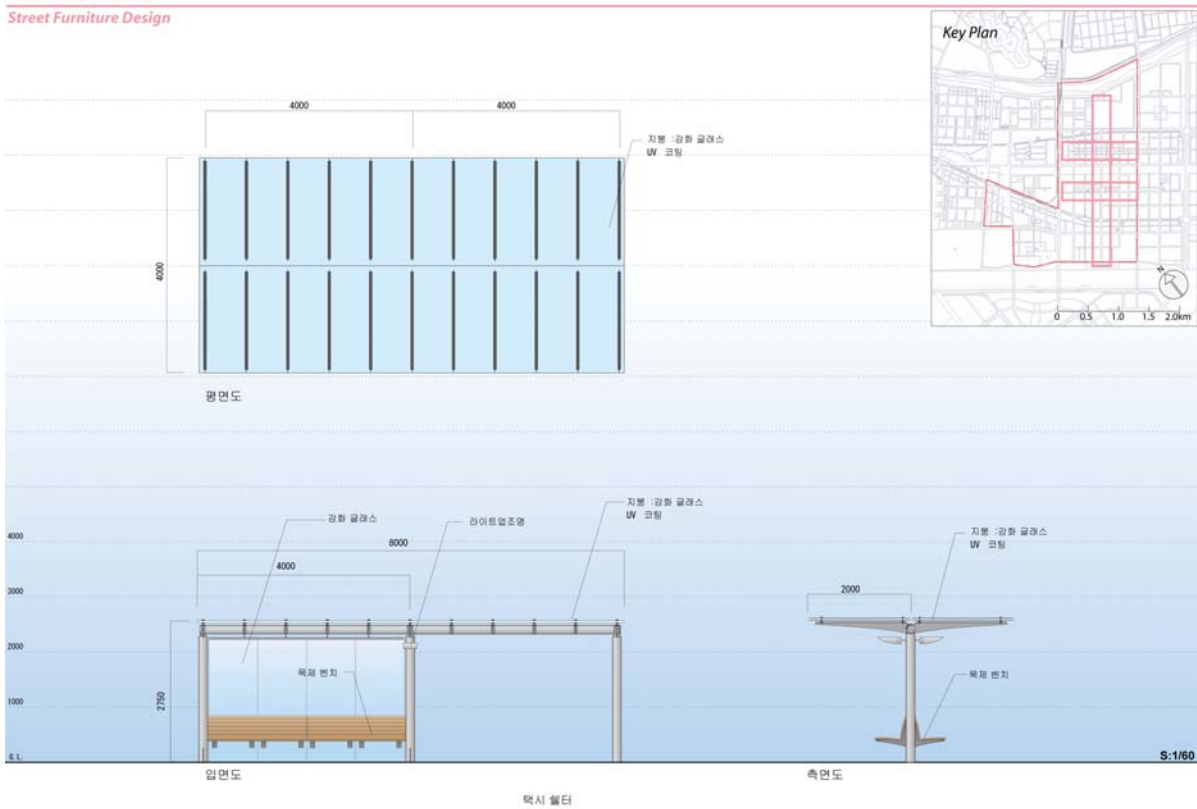 Street Furniture Design
Key Plan
N
0 0.5 1.0 1.5 2.0km
4000 4000
지붕 :강화 글래스
UV 코팅
4000
평면도
강화 글래스
라이트업조명
지붕 :강화 글래스
UV 코팅
지붕 :강화 글래스
UV 코팅
4000
3000
2000
1000
G.L.
8000
4000
2750
목제 벤치
2000
목제 벤치
S:1/60
입면도
측면도
택시 쉘터